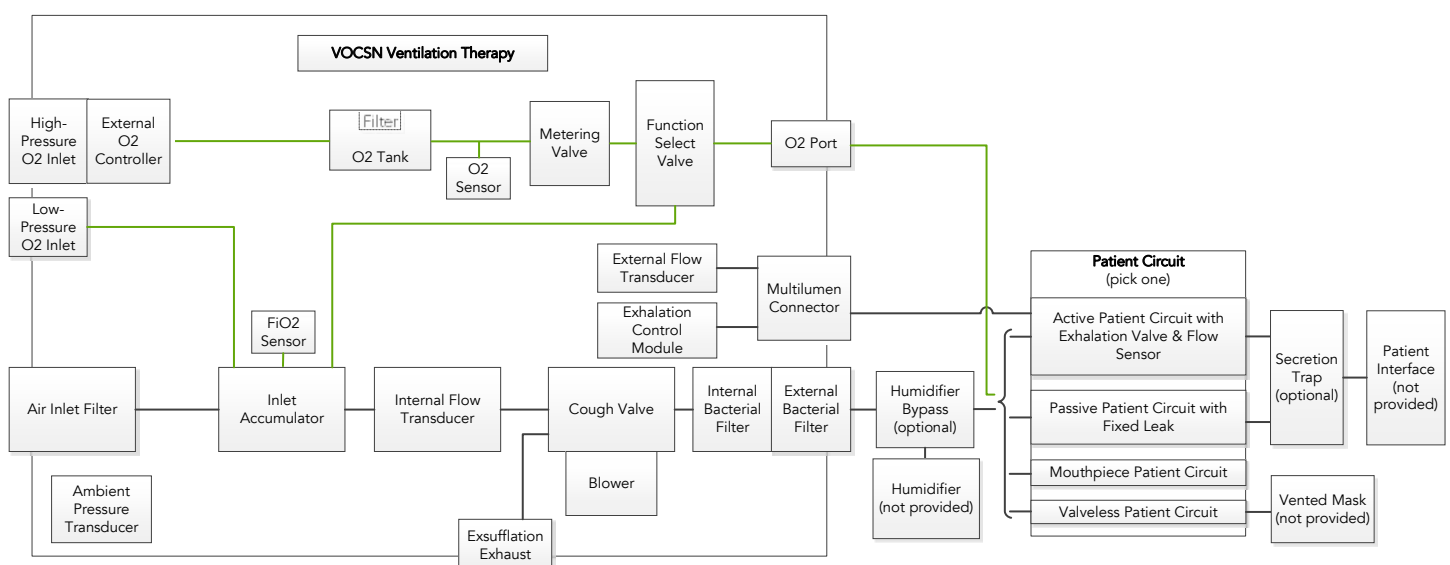 VOCSN Ventilation Therapy
High-
Pressure
O2 Inlet
External
O2
Controller
Filter
O2 Tank
O2
Sensor
Metering
Valve
Function
Select
Valve
O2 Port
Low-
Pressure
O2 Inlet
External Flow
Transducer
Exhalation
Control
Module
Multilumen
Connector
Patient Circuit
(pick one)
Active Patient Circuit with
Exhalation Valve & Flow
Sensor
Passive Patient Circuit with
Fixed Leak
Mouthpiece Patient Circuit
Valveless Patient Circuit
Secretion
Trap
(optional)
Patient
Interface
(not
provided)
Vented Mask
(not provided)
FiO2
Sensor
Air Inlet Filter
Inlet
Accumulator
Internal Flow
Transducer
Cough Valve
Blower
Internal
Bacterial
Filter
External
Bacterial
Filter
Humidifier
Bypass
(optional)
Humidifier
(not provided)
Ambient
Pressure
Transducer
Exsufflation
Exhaust